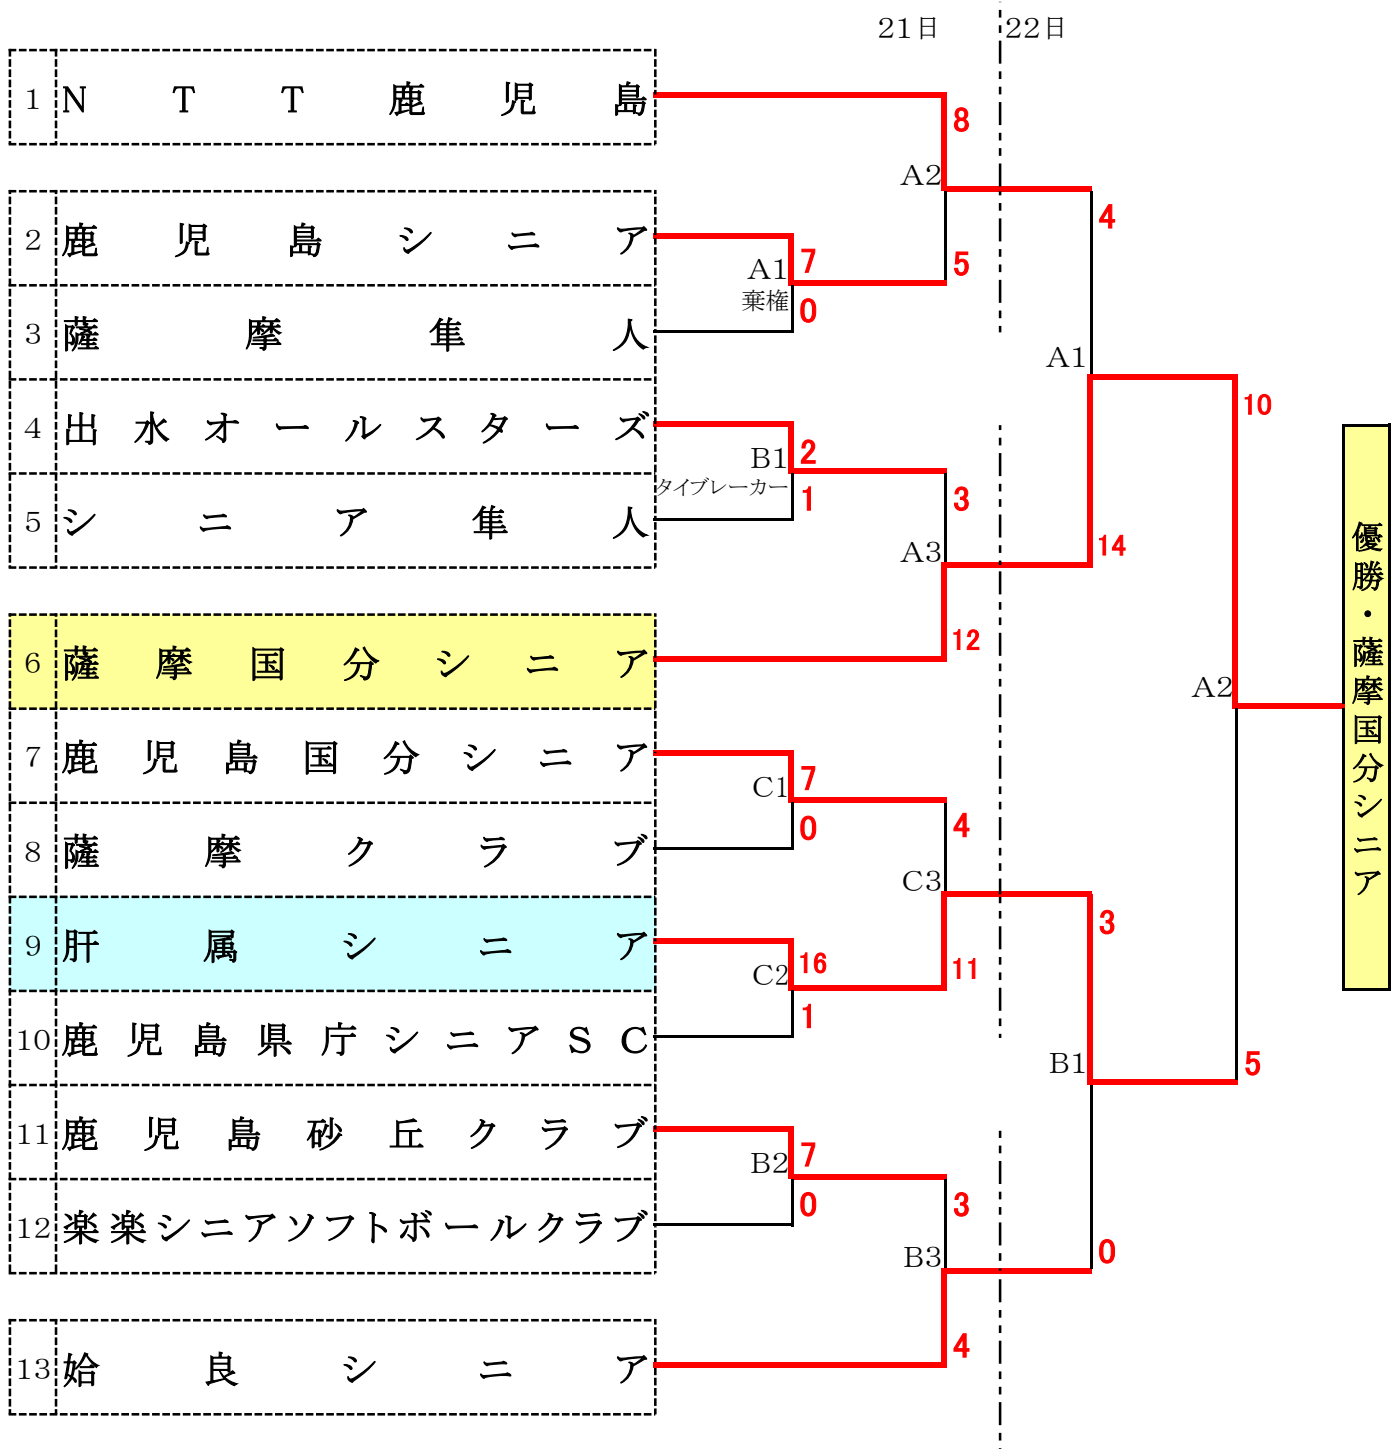 21日 22日
1 NTT鹿児島
8
A2
4
2 鹿児島シニア
7
A1
棄権
5
0
3 薩摩隼人
A1
10
4 出水オールスターズ
2
B1
タイブレーカー
1
3
5 シニア隼人
A3
14
12
6 薩摩国分シニア
A2
優勝・薩摩国分シニア
7 鹿児島国分シニア
7
C1
0
4
8 薩摩クラブ
C3
3
9 肝属シニア
16
C2
11
1
10 鹿児島県庁シニアSC
B1
5
11 鹿児島砂丘クラブ
7
B2
0
3
12 楽楽シニアソフトボールクラブ
B3
0
4
13 姶良シニア